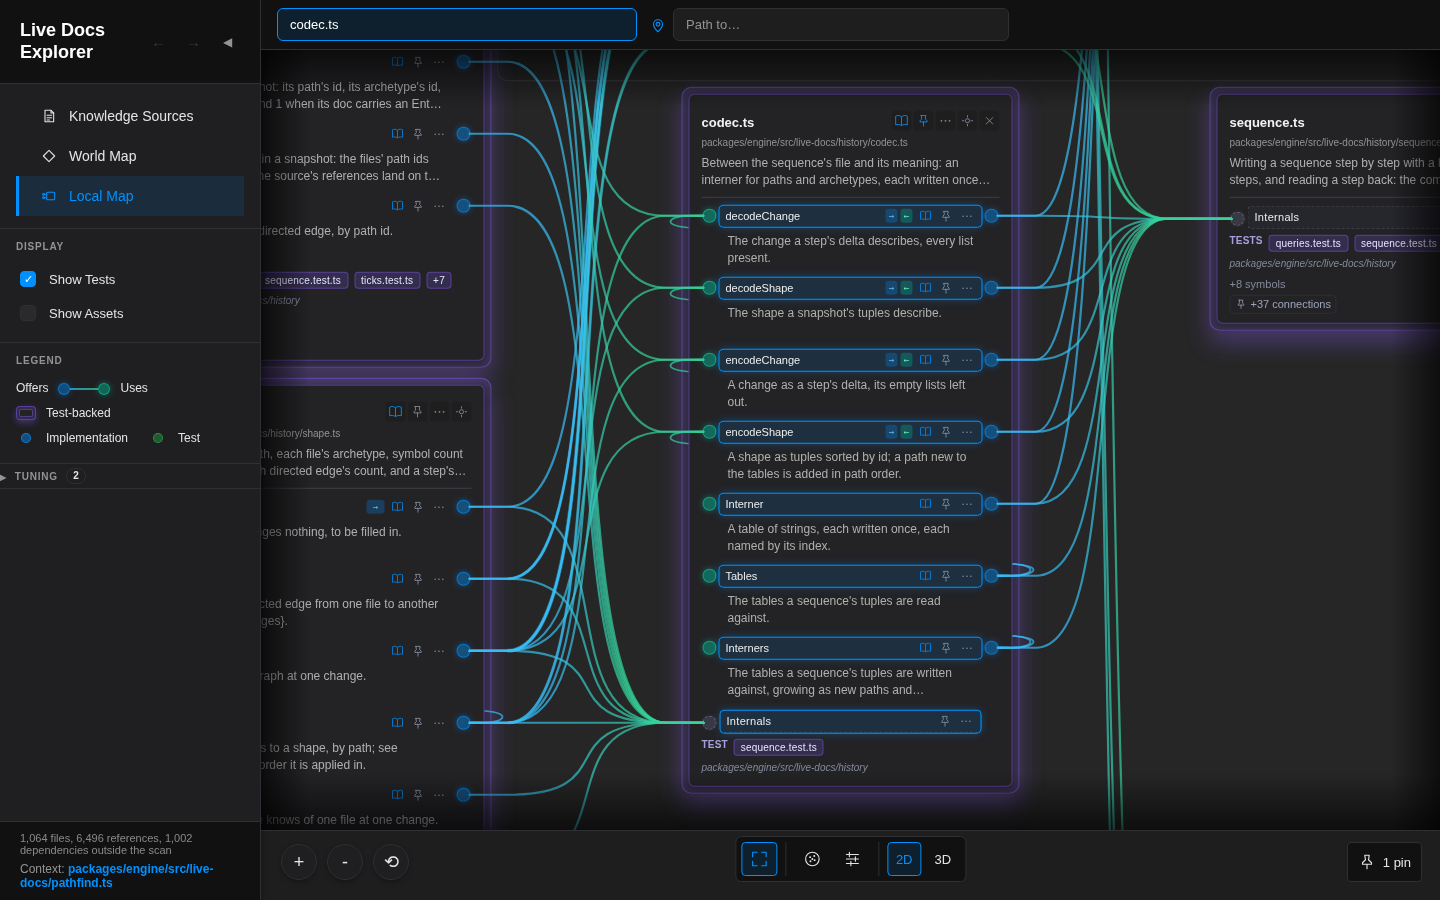 Live Docs
Explorer
← → ◀
Knowledge Sources
World Map
Local Map
DISPLAY
Show Tests
Show Assets
LEGEND
Offers Uses
Test-backed
Implementation Test
TUNING 2
1,064 files, 6,496 references, 1,002
dependencies outside the scan
Context: packages/engine/src/live-
docs/pathfind.ts
codec.ts
Path to…
its path's id, its archetype's id,
1 when its doc carries an Ent…
in a snapshot: the files' path ids
source's references land on t…
directed edge, by path id.
sequence.test.ts ticks.test.ts +7
/history
/history/shape.ts
each file's archetype, symbol count
directed edge's count, and a step's…
nothing, to be filled in.
edge from one file to another
at one change.
to a shape, by path; see
order it is applied in.
knows of one file at one change.
codec.ts
packages/engine/src/live-docs/history/codec.ts
Between the sequence's file and its meaning: an
interner for paths and archetypes, each written once…
decodeChange
The change a step's delta describes, every list
present.
decodeShape
The shape a snapshot's tuples describe.
encodeChange
A change as a step's delta, its empty lists left
out.
encodeShape
A shape as tuples sorted by id; a path new to
the tables is added in path order.
Interner
A table of strings, each written once, each
named by its index.
Tables
The tables a sequence's tuples are read
against.
Interners
The tables a sequence's tuples are written
against, growing as new paths and…
Internals
TEST sequence.test.ts
packages/engine/src/live-docs/history
sequence.ts
packages/engine/src/live-docs/history/sequence
Writing a sequence step by step with a
steps, and reading a step back: the
Internals
TESTS queries.test.ts sequence.test.ts
packages/engine/src/live-docs/history
+8 symbols
+37 connections
+ - ⟲
2D 3D
1 pin